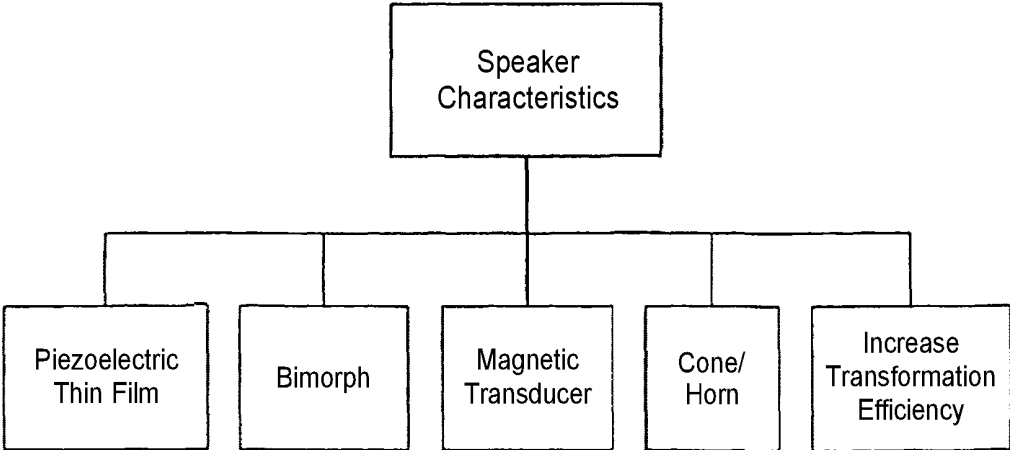 Speaker
Characteristics
Piezoelectric
Thin Film
Bimorph
Magnetic
Transducer
Cone/
Horn
Increase
Transformation
Efficiency